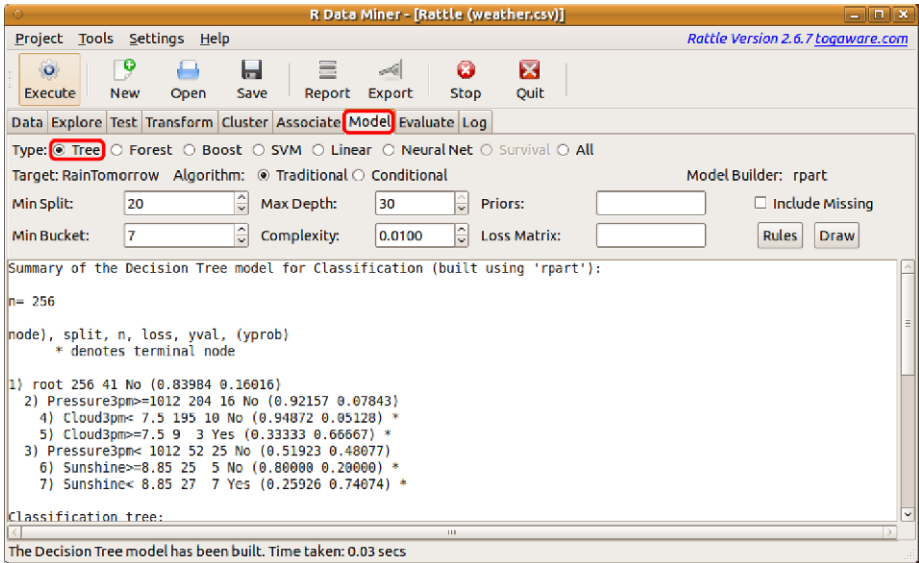 R Data Miner - [Rattle (weather.csv)]
Project Tools Settings Help Rattle Version 2.6.7 togaware.com
Execute New Open Save Report Export Stop Quit
Data Explore Test Transform Cluster Associate Model Evaluate Log
Type: Tree Forest Boost SVM Linear Neural Net Survival All
Target: RainTomorrow Algorithm: Traditional Conditional Model Builder: rpart
Min Split: 20 Max Depth: 30 Priors: Include Missing
Min Bucket: 7 Complexity: 0.0100 Loss Matrix: Rules Draw
Summary of the Decision Tree model for Classification (built using 'rpart'):
n= 256
node), split, n, loss, yval, (yprob)
* denotes terminal node
1) root 256 41 No (0.83984 0.16016)
2) Pressure3pm>=1012 204 16 No (0.92157 0.07843)
4) Cloud3pm< 7.5 195 10 No (0.94872 0.05128) *
5) Cloud3pm>=7.5 9  3 Yes (0.33333 0.66667) *
3) Pressure3pm< 1012 52 25 No (0.51923 0.48077)
6) Sunshine>=8.85 25  5 No (0.80000 0.20000) *
7) Sunshine< 8.85 27  7 Yes (0.25926 0.74074) *
Classification tree:
The Decision Tree model has been built. Time taken: 0.03 secs